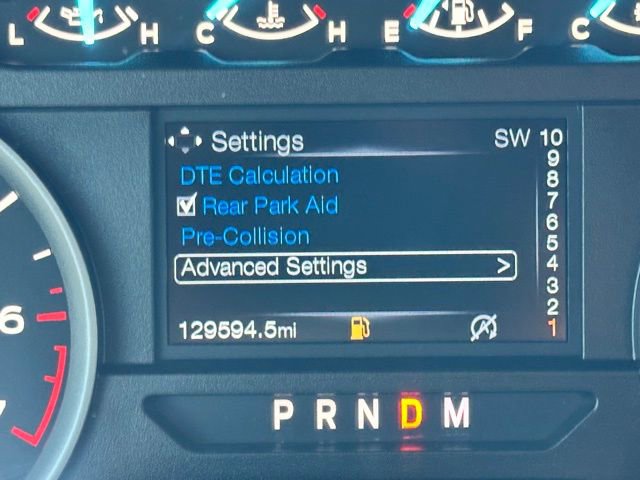 L H C H E F C
Settings SW 10
9
DTE Calculation 8
Rear Park Aid 7
6
Pre-Collision 5
Advanced Settings > 4
3
2
129594.5mi 1
6
7
P R N D M